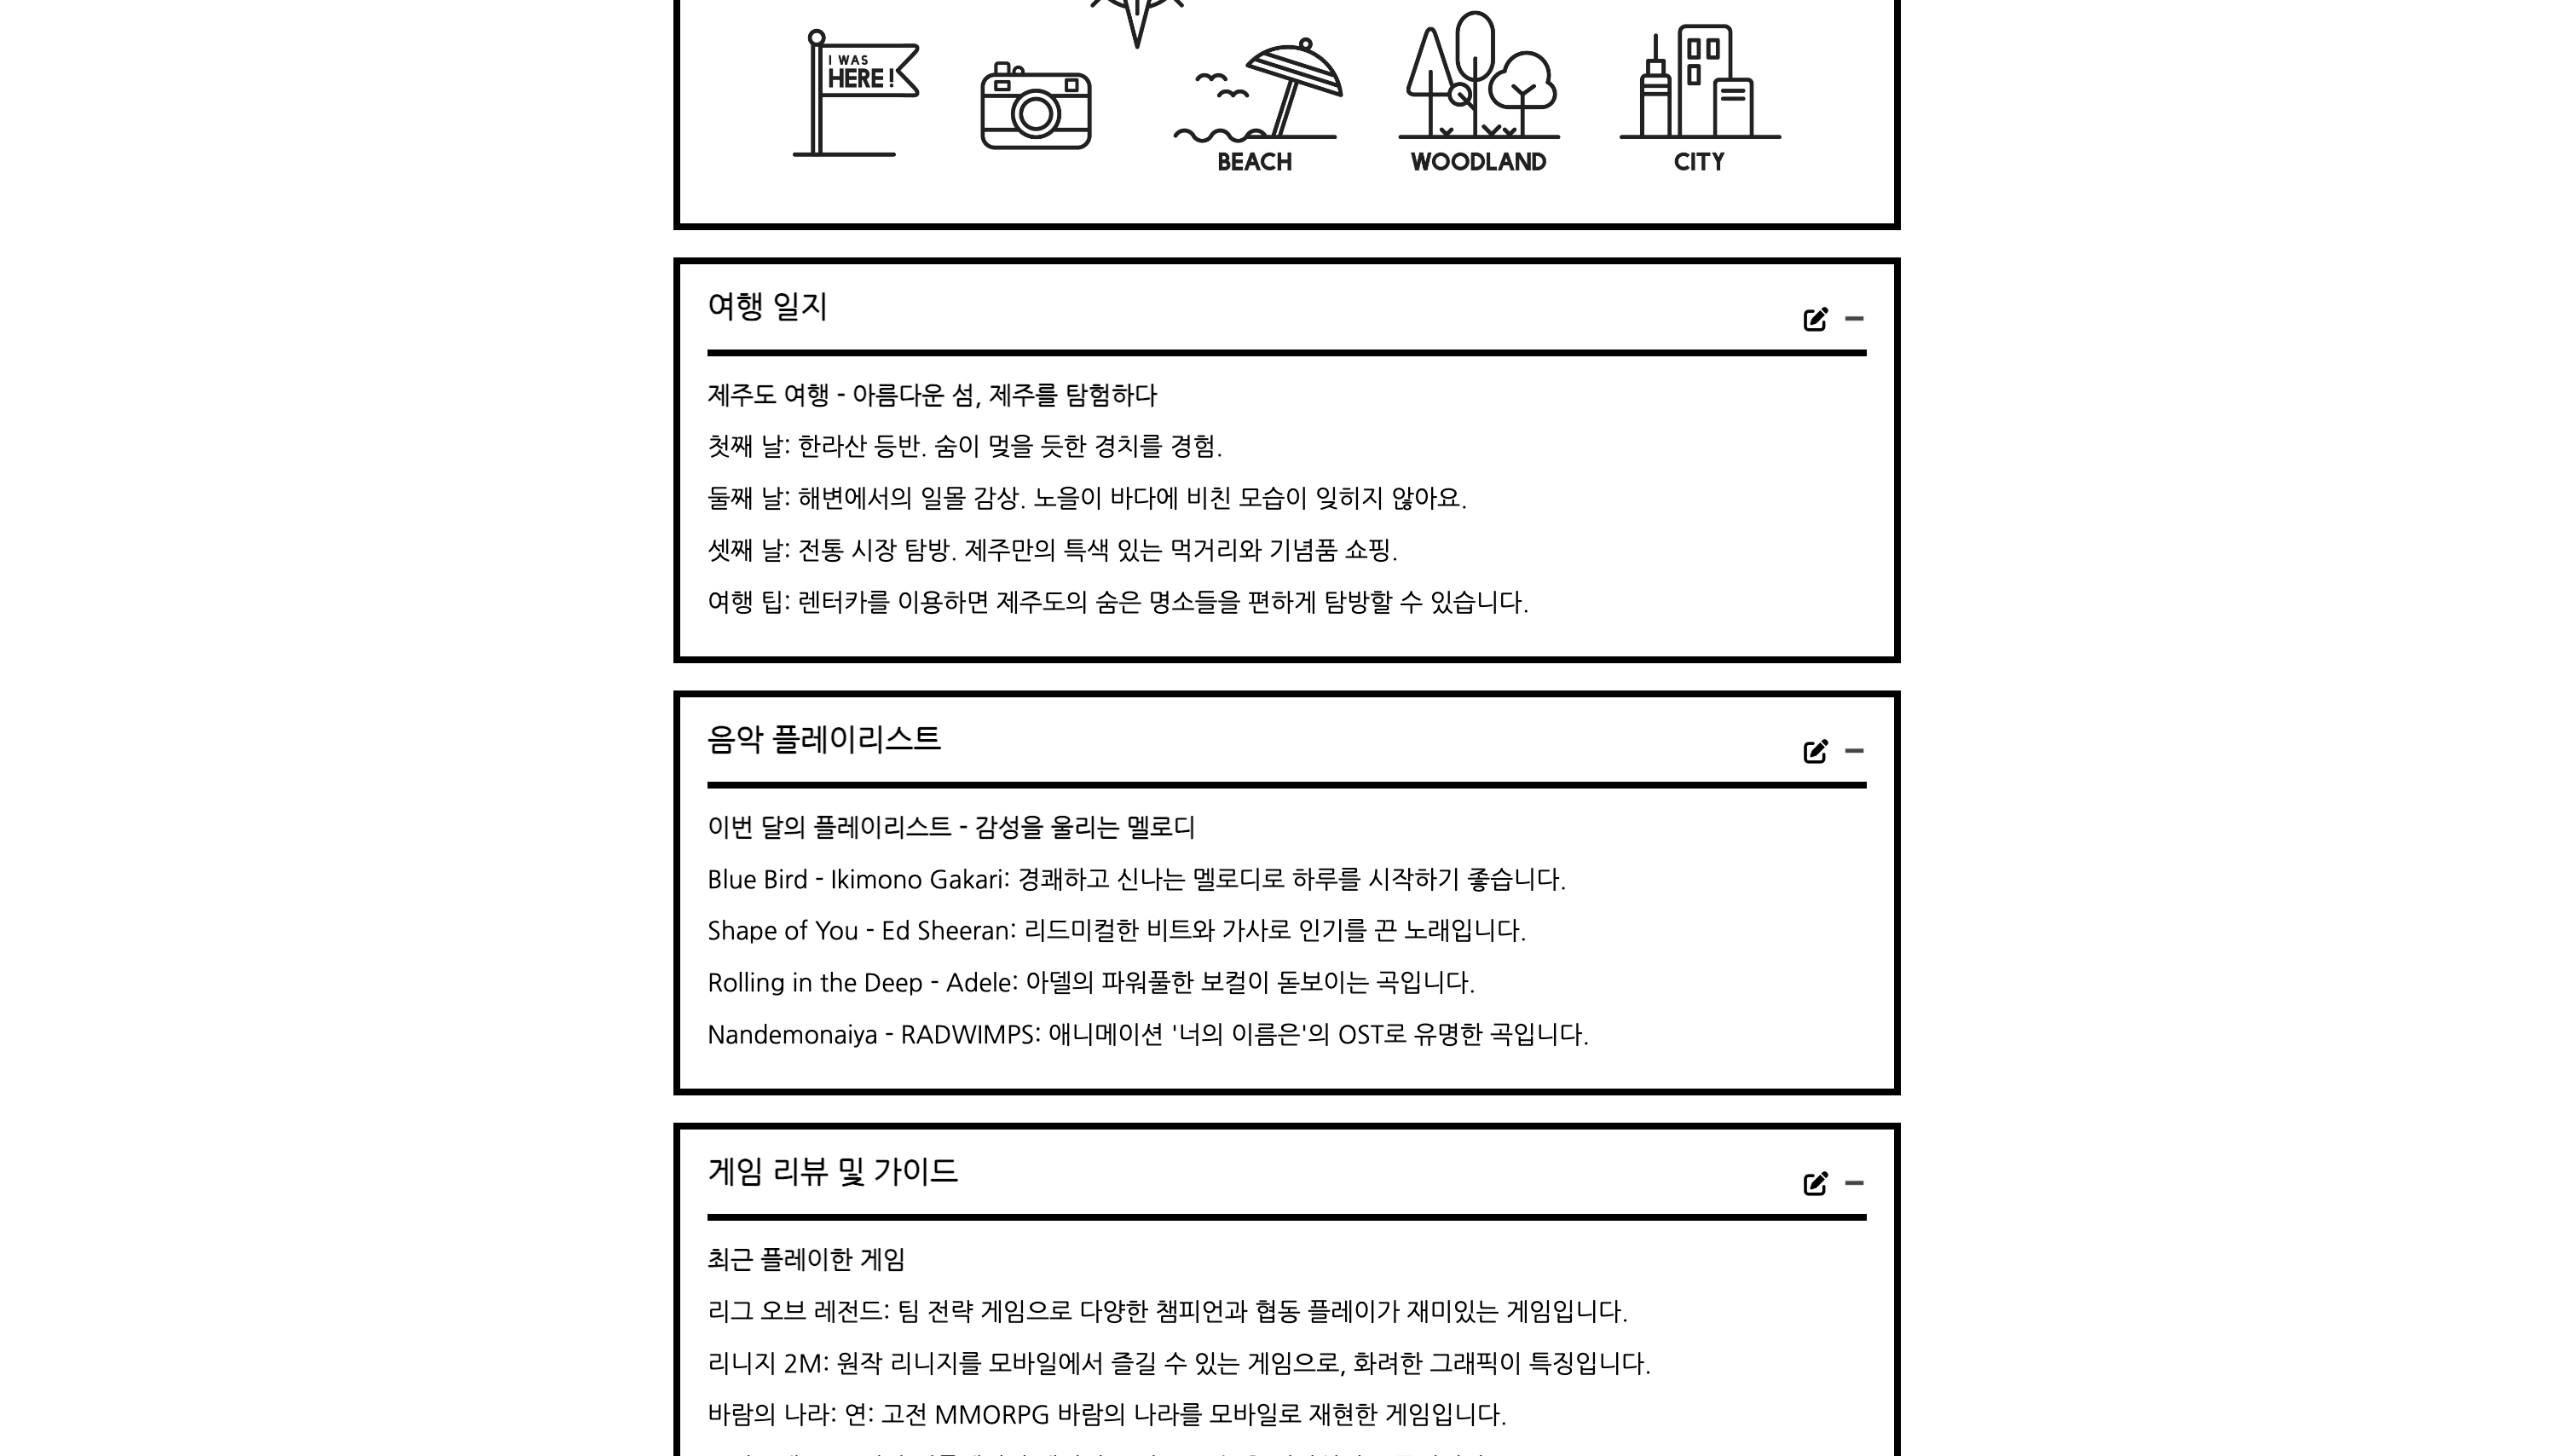 I WAS
HERE !
BEACH
WOODLAND
CITY
여행 일지
제주도 여행 - 아름다운 섬, 제주를 탐험하다
첫째 날: 한라산 등반. 숨이 멎을 듯한 경치를 경험.
둘째 날: 해변에서의 일몰 감상. 노을이 바다에 비친 모습이 잊히지 않아요.
셋째 날: 전통 시장 탐방. 제주만의 특색 있는 먹거리와 기념품 쇼핑.
여행 팁: 렌터카를 이용하면 제주도의 숨은 명소들을 편하게 탐방할 수 있습니다.
음악 플레이리스트
이번 달의 플레이리스트 - 감성을 울리는 멜로디
Blue Bird - Ikimono Gakari: 경쾌하고 신나는 멜로디로 하루를 시작하기 좋습니다.
Shape of You - Ed Sheeran: 리드미컬한 비트와 가사로 인기를 끈 노래입니다.
Rolling in the Deep - Adele: 아델의 파워풀한 보컬이 돋보이는 곡입니다.
Nandemonaiya - RADWIMPS: 애니메이션 '너의 이름은'의 OST로 유명한 곡입니다.
게임 리뷰 및 가이드
최근 플레이한 게임
리그 오브 레전드: 팀 전략 게임으로 다양한 챔피언과 협동 플레이가 재미있는 게임입니다.
리니지 2M: 원작 리니지를 모바일에서 즐길 수 있는 게임으로, 화려한 그래픽이 특징입니다.
바람의 나라: 연: 고전 MMORPG 바람의 나라를 모바일로 재현한 게임입니다.